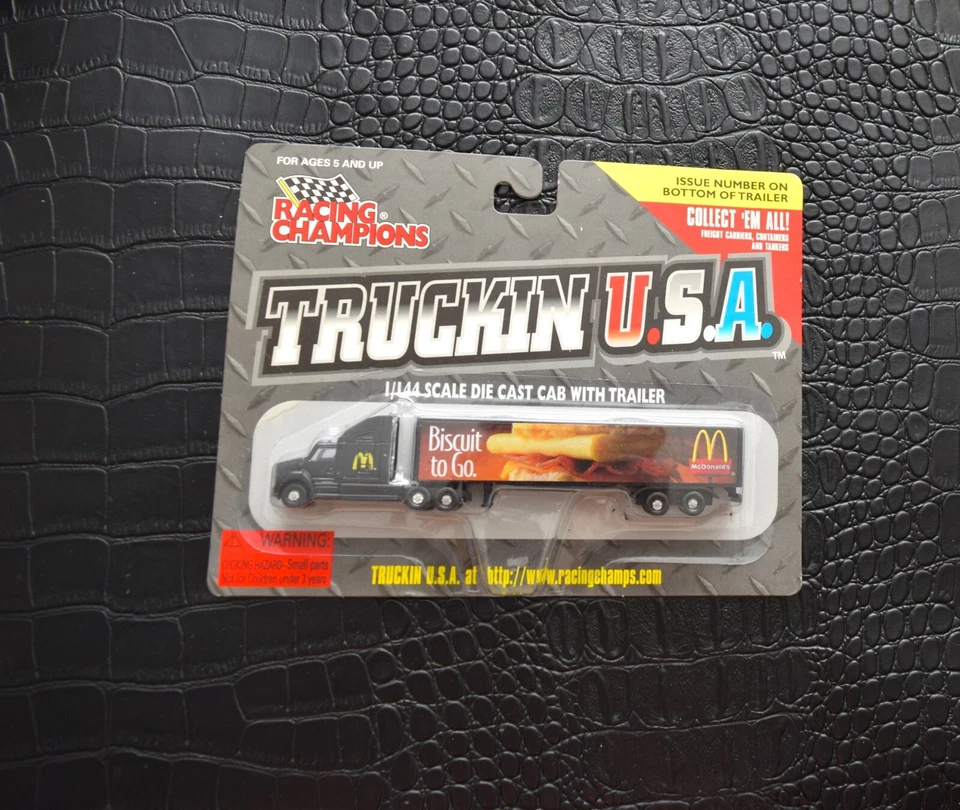 FOR AGES 5 AND UP
RACING®
CHAMPIONS
ISSUE NUMBER ON
BOTTOM OF TRAILER
COLLECT 'EM ALL!
FREIGHT CARRIERS, CONTAINERS
AND TANKERS
TRUCKIN U.S.A.
TM
1/144 SCALE DIE CAST CAB WITH TRAILER
Biscuit
to Go.
McDonald's
WARNING:
CHOKING HAZARD-Small parts
Not for Children under 3 years
TRUCKIN U.S.A. at http://www.racingchamps.com